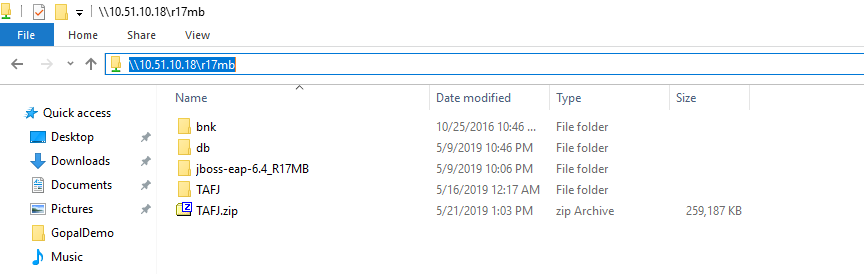 \\10.51.10.18\r17mb
File Home Share View
\\10.51.10.18\r17mb
Name Date modified Type Size
Quick access
Desktop
Downloads
Documents
Pictures
GopalDemo
Music
bnk 10/25/2016 10:46 ... File folder
db 5/9/2019 10:46 PM File folder
jboss-eap-6.4_R17MB 5/9/2019 10:06 PM File folder
TAFJ 5/16/2019 12:17 AM File folder
TAFJ.zip 5/21/2019 1:03 PM zip Archive 259,187 KB